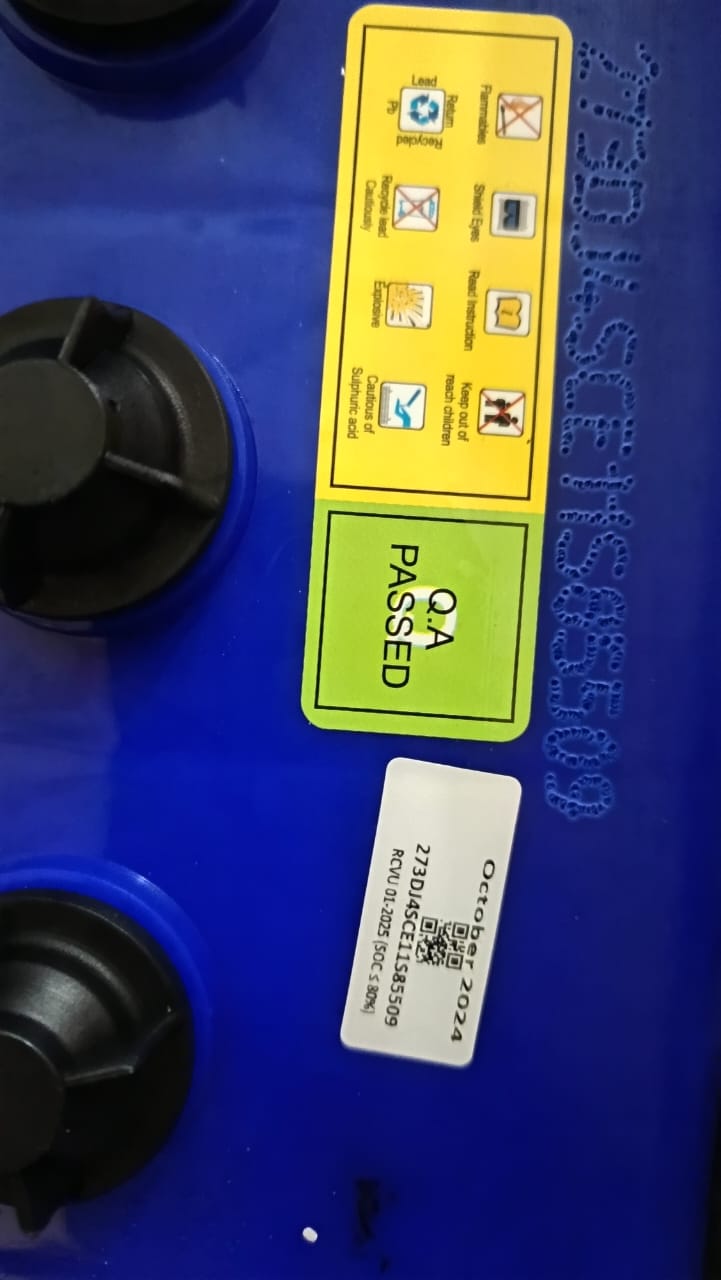 273DJ4SCE11S85509
Flammables
Shield Eyes
Read Instruction
Keep out of
reach children
Return
Lead
Recycled
Pb
Recycle lead
Cautiously
Explosive
Cautious of
Sulphuric acid
Q.A
PASSED
October 2024
273DJ4SCE11S85509
RCVU 01-2025 (SOC ≤ 80%)